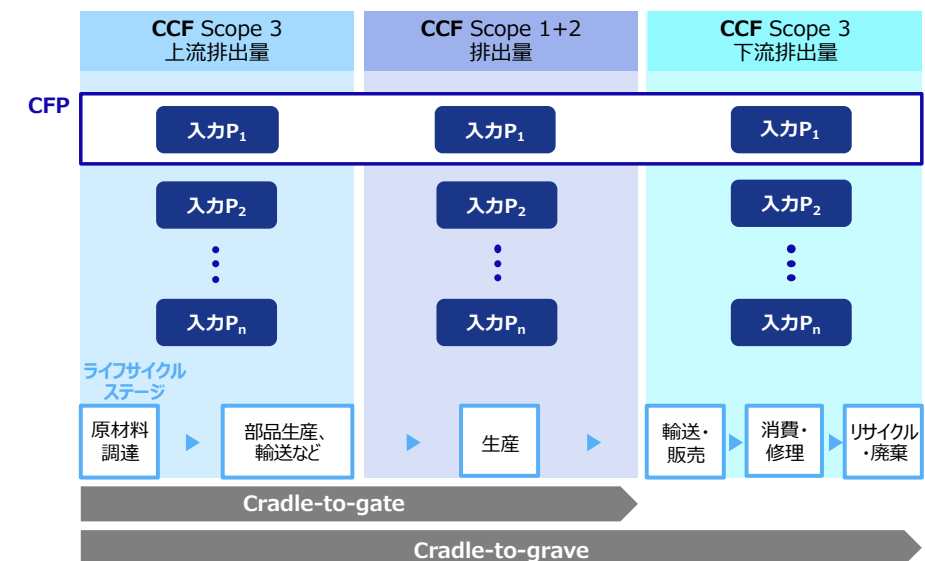 CCF Scope 3
上流排出量
CCF Scope 1+2
排出量
CCF Scope 3
下流排出量
CFP
入力P1
入力P1
入力P1
入力P2
入力P2
入力P2
入力Pn
入力Pn
入力Pn
ライフサイクル
ステージ
原材料
調達
部品生産、
輸送など
生産
輸送・
販売
消費・
修理
リサイクル
・廃棄
Cradle-to-gate
Cradle-to-grave